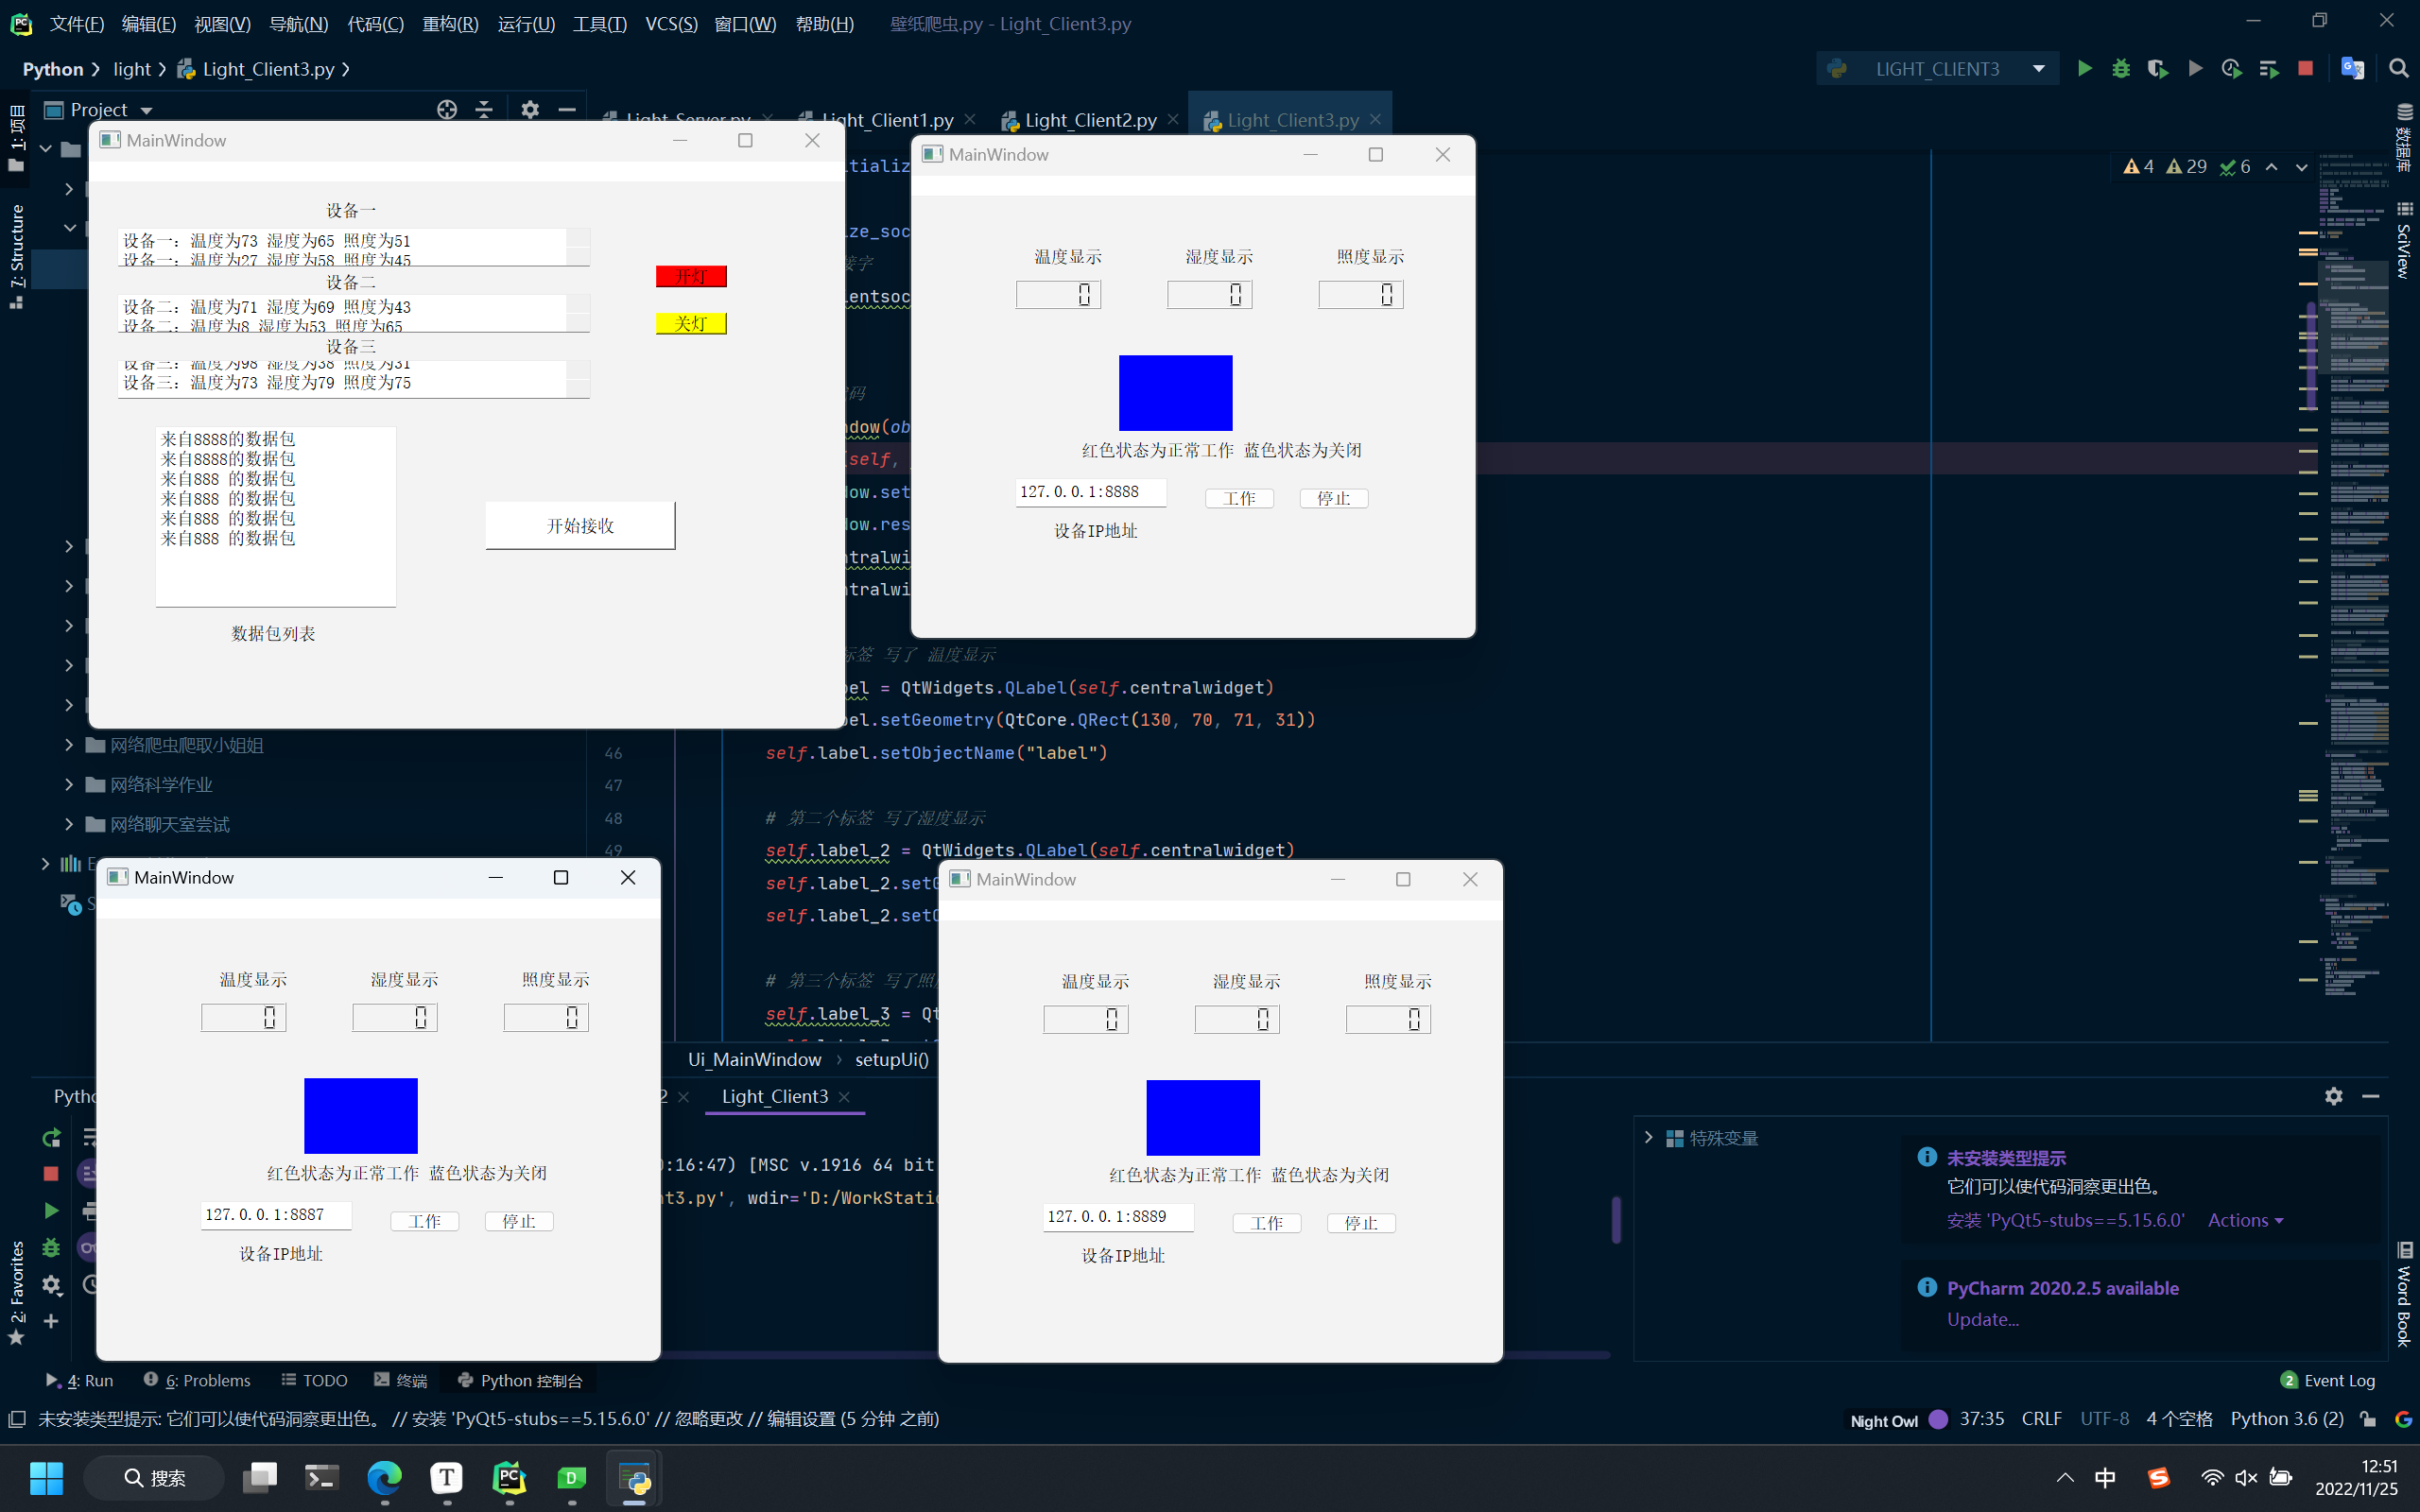 文件(F) 编辑(E) 视图(V) 导航(N) 代码(C) 重构(R) 运行(U) 工具(T) VCS(S) 窗口(W) 帮助(H) 壁纸爬虫.py - Light_Client3.py
Python light Light_Client3.py
LIGHT_CLIENT3
1: 项目
Project
Light_Server.py Light_Client1.py Light_Client2.py Light_Client3.py
4 29 6
数据库
SciView
7: Structure
MainWindow
设备一
设备一：温度为73 湿度为65 照度为51
设备一：温度为27 湿度为58 照度为45
设备二
设备二：温度为71 湿度为69 照度为43
设备二：温度为8 湿度为53 照度为65
设备三
设备三：温度为98 湿度为38 照度为31
设备三：温度为73 湿度为79 照度为75
开灯
关灯
来自8888的数据包
来自8888的数据包
来自888 的数据包
来自888 的数据包
来自888 的数据包
来自888 的数据包
数据包列表
开始接收
MainWindow
温度显示 湿度显示 照度显示
0 0 0
红色状态为正常工作 蓝色状态为关闭
127.0.0.1:8888 工作 停止
设备IP地址
标签 写了 温度显示
= QtWidgets.QLabel(self.centralwidget)
.setGeometry(QtCore.QRect(130, 70, 71, 31))
46 self.label.setObjectName("label")
47
48 # 第二个标签 写了湿度显示
49 self.label_2 = QtWidgets.QLabel(self.centralwidget)
self.label_2.set
self.label_2.set
# 第三个标签 写了照
self.label_3 = Qt
网络爬虫爬取小姐姐
网络科学作业
网络聊天室尝试
Ui_MainWindow setupUi()
MainWindow
温度显示 湿度显示 照度显示
0 0 0
红色状态为正常工作 蓝色状态为关闭
127.0.0.1:8887 工作 停止
设备IP地址
MainWindow
温度显示 湿度显示 照度显示
0 0 0
红色状态为正常工作 蓝色状态为关闭
127.0.0.1:8889 工作 停止
设备IP地址
Light_Client3
:16:47) [MSC v.1916 64 bit
nt3.py', wdir='D:/WorkStati
特殊变量
未安装类型提示
它们可以使代码洞察更出色。
安装 'PyQt5-stubs==5.15.6.0' Actions
PyCharm 2020.2.5 available
Update...
2: Favorites
Word Book
4: Run 6: Problems TODO 终端 Python 控制台
2 Event Log
未安装类型提示: 它们可以使代码洞察更出色。 // 安装 'PyQt5-stubs==5.15.6.0' // 忽略更改 // 编辑设置 (5 分钟 之前)
Night Owl 37:35 CRLF UTF-8 4 个空格 Python 3.6 (2)
搜索
中
12:51
2022/11/25